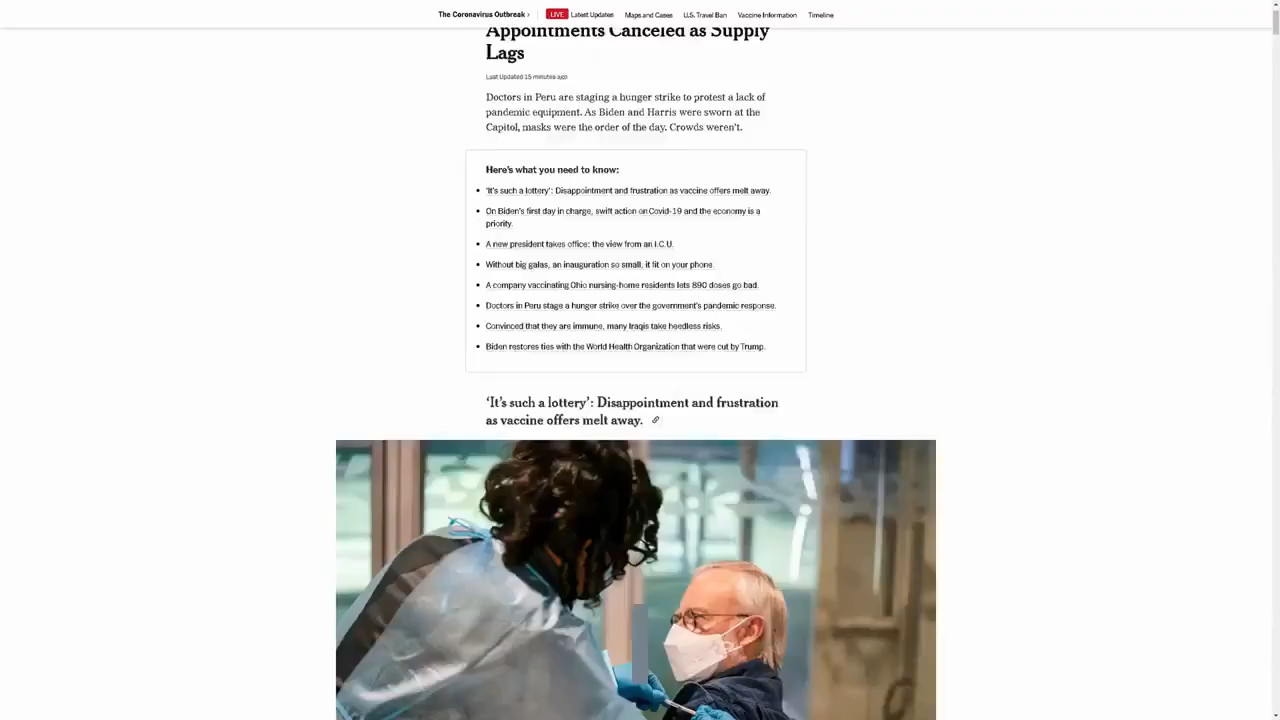 The Coronavirus Outbreak › LIVE Latest Updates Maps and Cases U.S. Travel Ban Vaccine Information Timeline
Appointments Canceled as Supply
Lags
Last Updated 15 minutes ago
Doctors in Peru are staging a hunger strike to protest a lack of
pandemic equipment. As Biden and Harris were sworn at the
Capitol, masks were the order of the day. Crowds weren't.
Here's what you need to know:
• 'It's such a lottery': Disappointment and frustration as vaccine offers melt away.
• On Biden's first day in charge, swift action on Covid-19 and the economy is a
priority.
• A new president takes office: the view from an I.C.U.
• Without big galas, an inauguration so small, it fit on your phone.
• A company vaccinating Ohio nursing-home residents lets 890 doses go bad.
• Doctors in Peru stage a hunger strike over the government's pandemic response.
• Convinced that they are immune, many Iraqis take heedless risks.
• Biden restores ties with the World Health Organization that were cut by Trump.
'It's such a lottery': Disappointment and frustration
as vaccine offers melt away.